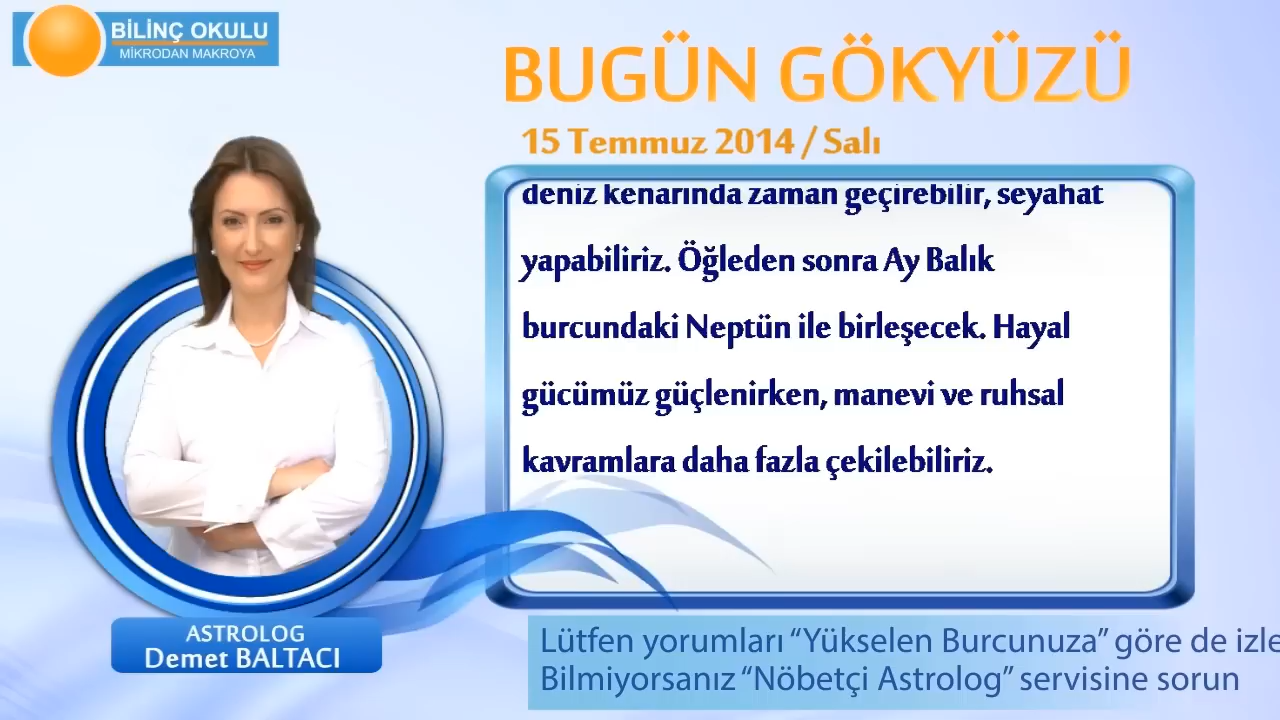 BİLİNÇ OKULU
MİKRODAN MAKROYA
BUGÜN GÖKYÜZÜ
15 Temmuz 2014 / Salı
deniz kenarında zaman geçirebilir, seyahat
yapabiliriz. Öğleden sonra Ay Balık
burcundaki Neptün ile birleşecek. Hayal
gücümüz güçlenirken, manevi ve ruhsal
kavramlara daha fazla çekilebiliriz.
ASTROLOG
Demet BALTACI
Lütfen yorumları “Yükselen Burcunuza” göre de izle
Bilmiyorsanız “Nöbetçi Astrolog” servisine sorun